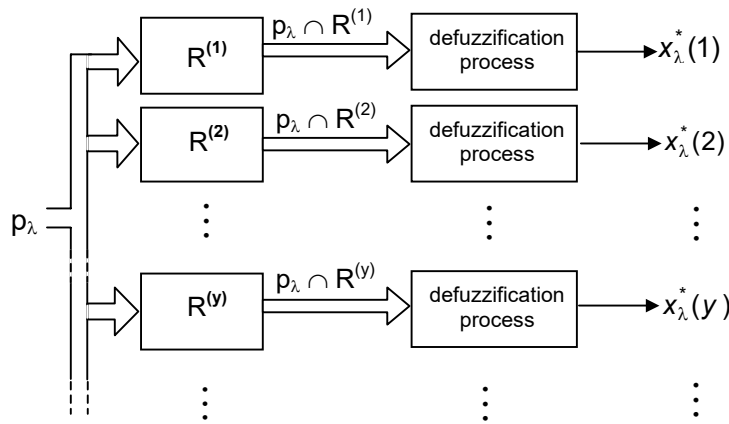 R⁽¹⁾ p_λ ∩ R⁽¹⁾ defuzzification process x*_λ(1)
R⁽²⁾ p_λ ∩ R⁽²⁾ defuzzification process x*_λ(2)
⋮ ⋮ ⋮
p_λ
R⁽ʸ⁾ p_λ ∩ R⁽ʸ⁾ defuzzification process x*_λ(y)
⋮ ⋮ ⋮